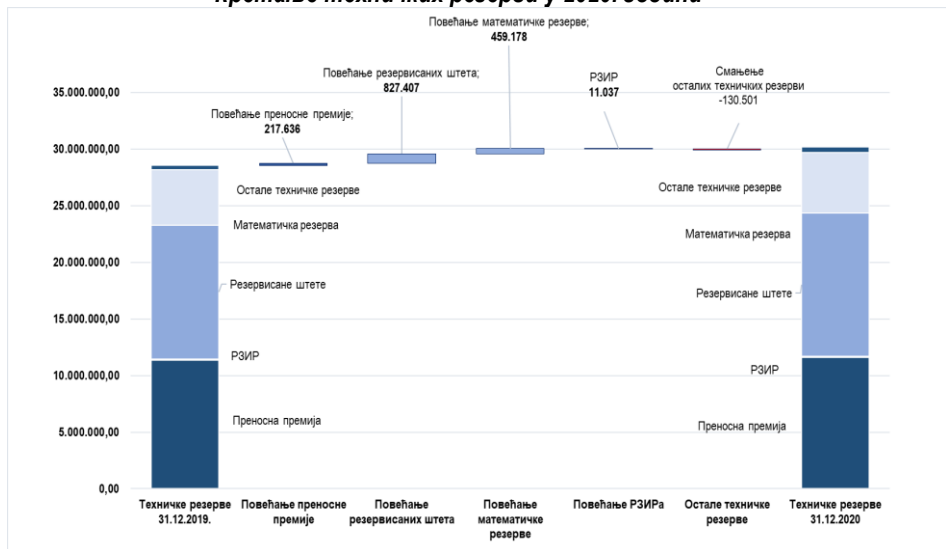 у 2020. години
Повећање математичке резерве;
459.178
Повећање резервисаних штета;
827.407
РЗИР
11.037
Смањење
осталих техничких резерви
-130.501
Повећање преносне премије;
217.636
35.000.000,00
30.000.000,00
25.000.000,00
20.000.000,00
15.000.000,00
10.000.000,00
5.000.000,00
0,00
Остале техничке резерве
Математичка резерва
Резервисане штете
РЗИР
Преносна премија
Остале техничке резерве
Математичка резерва
Резервисане штете
РЗИР
Преносна премија
Техничке резерве
31.12.2019.
Повећање преносне
премије
Повећање
резервисаних штета
Повећање
математичке
резерве
Повећање РЗИРа
Остале техничке
резерве
Техничке резерве
31.12.2020